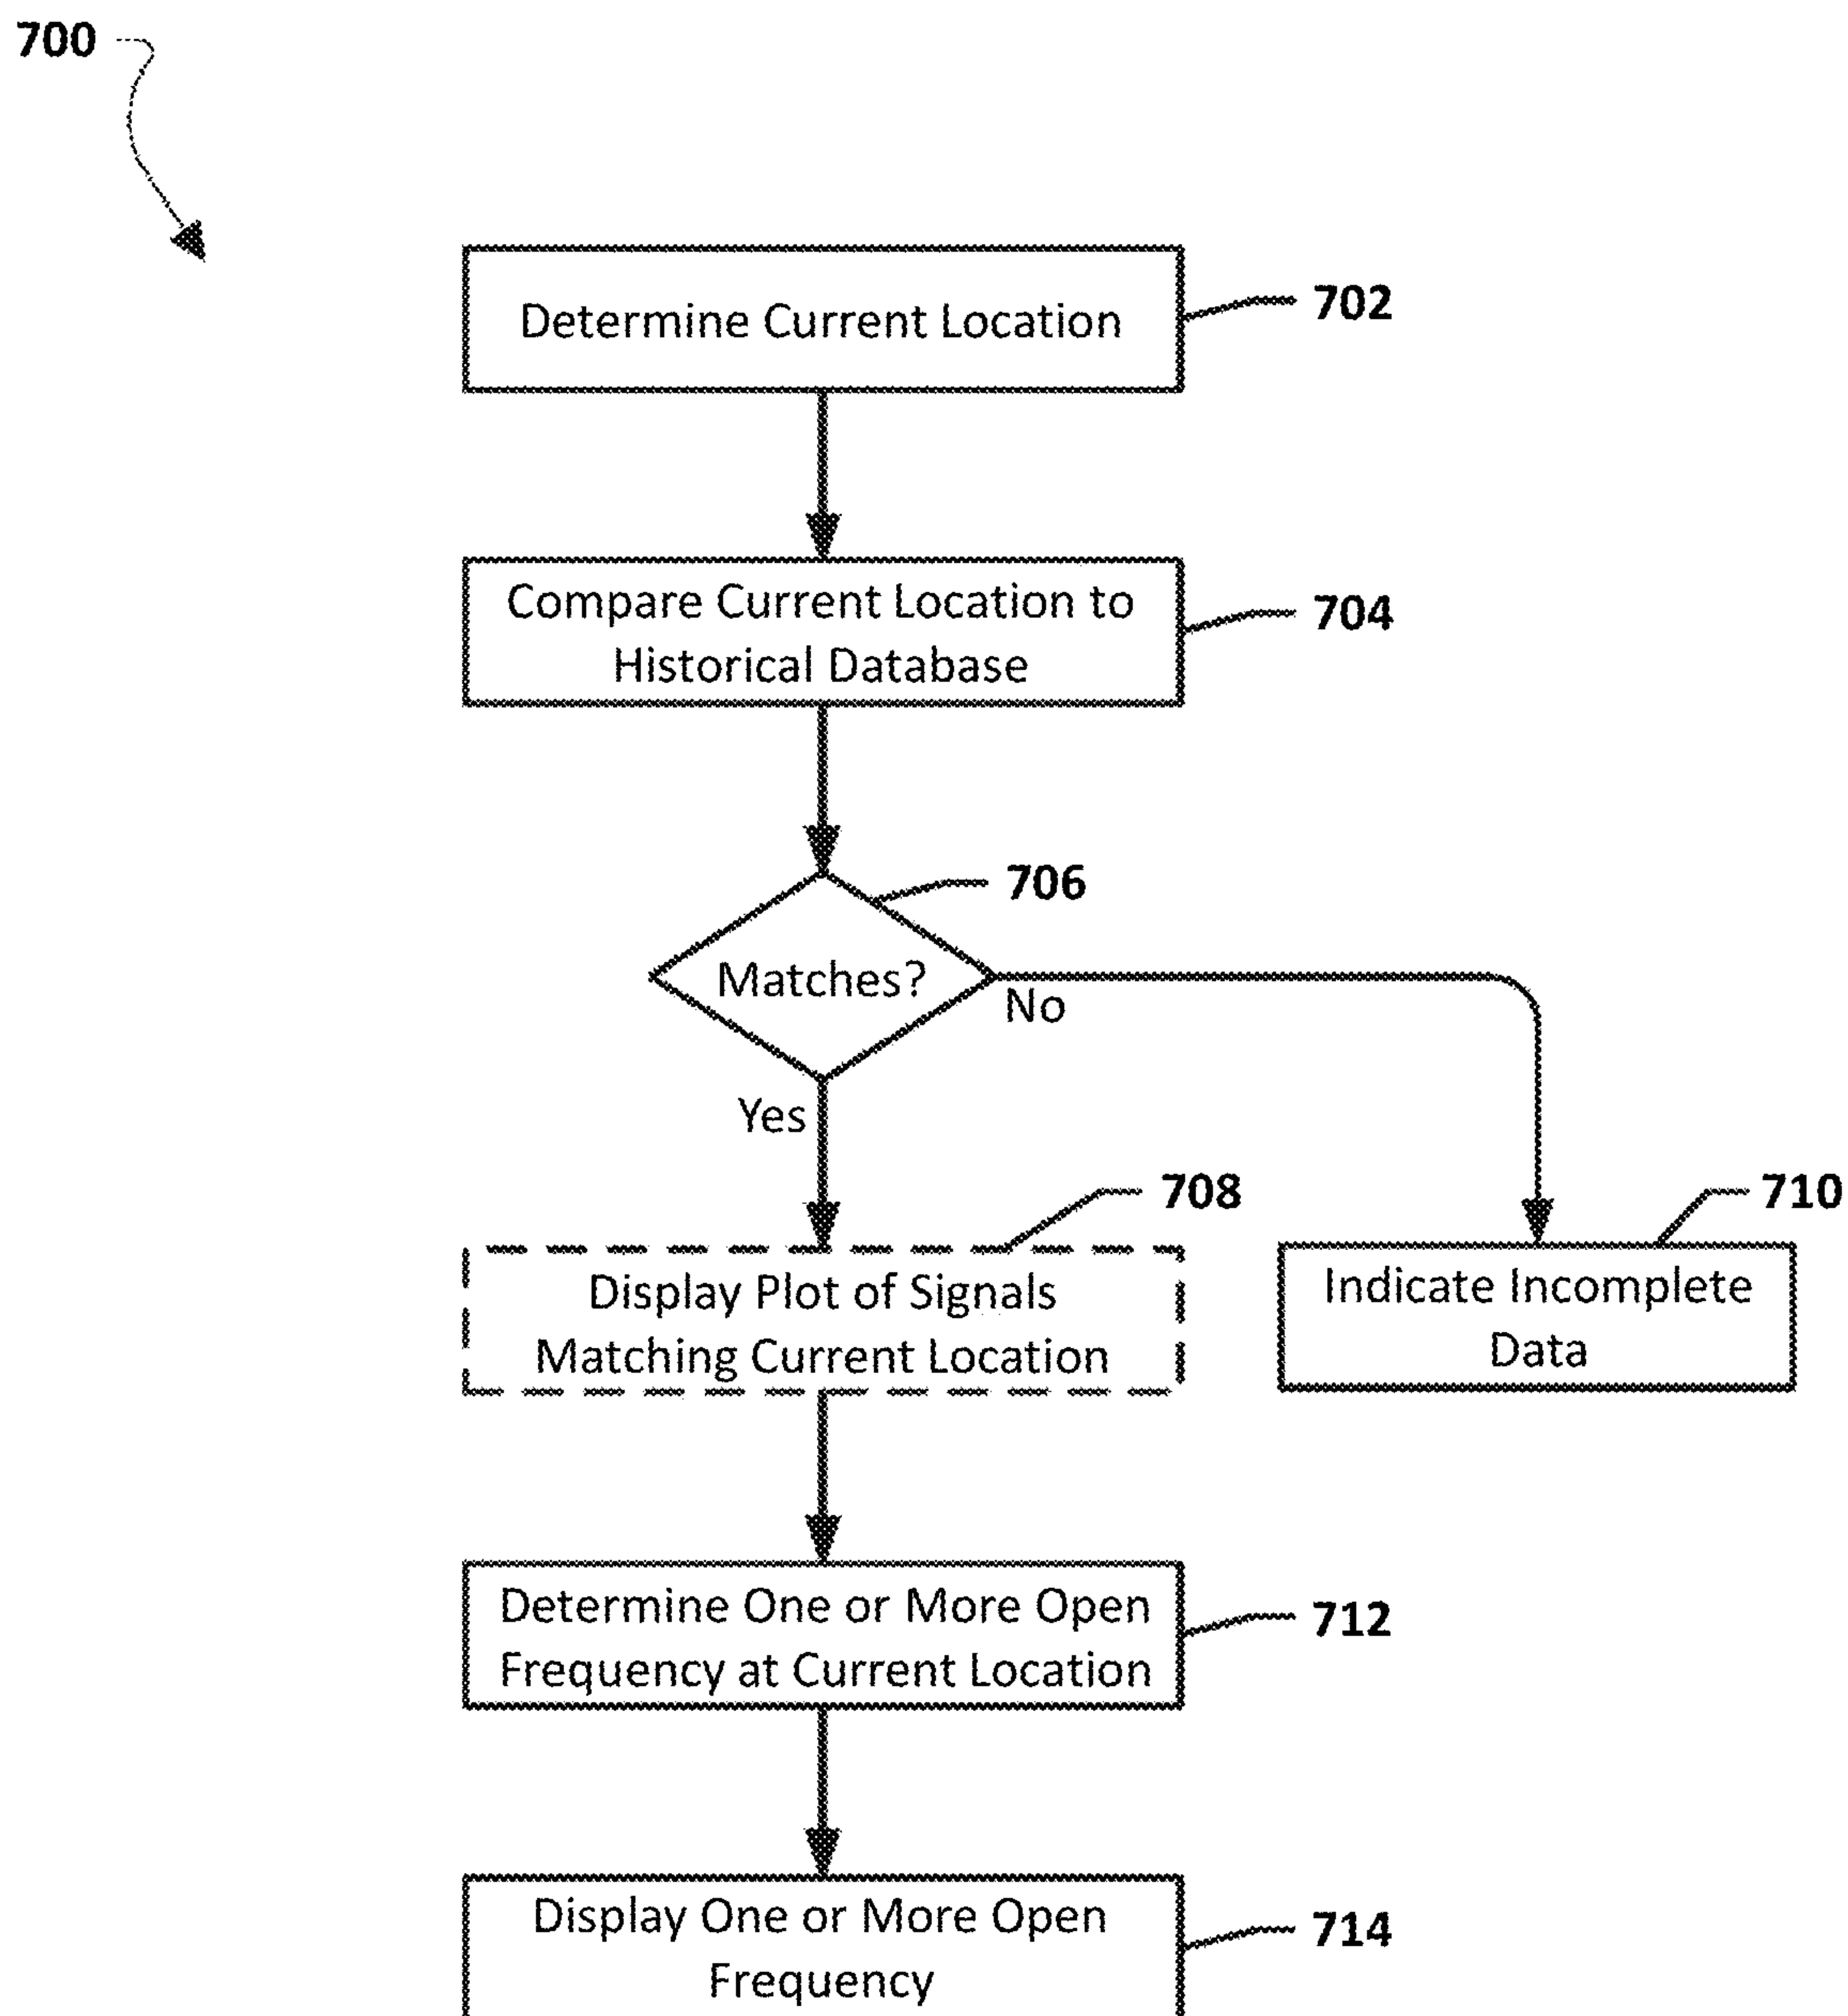 700
Determine Current Location
702
Compare Current Location to
Historical Database
704
706
Matches?
No
Yes
708
710
Display Plot of Signals
Matching Current Location
Indicate Incomplete
Data
Determine One or More Open
Frequency at Current Location
712
Display One or More Open
Frequency
714